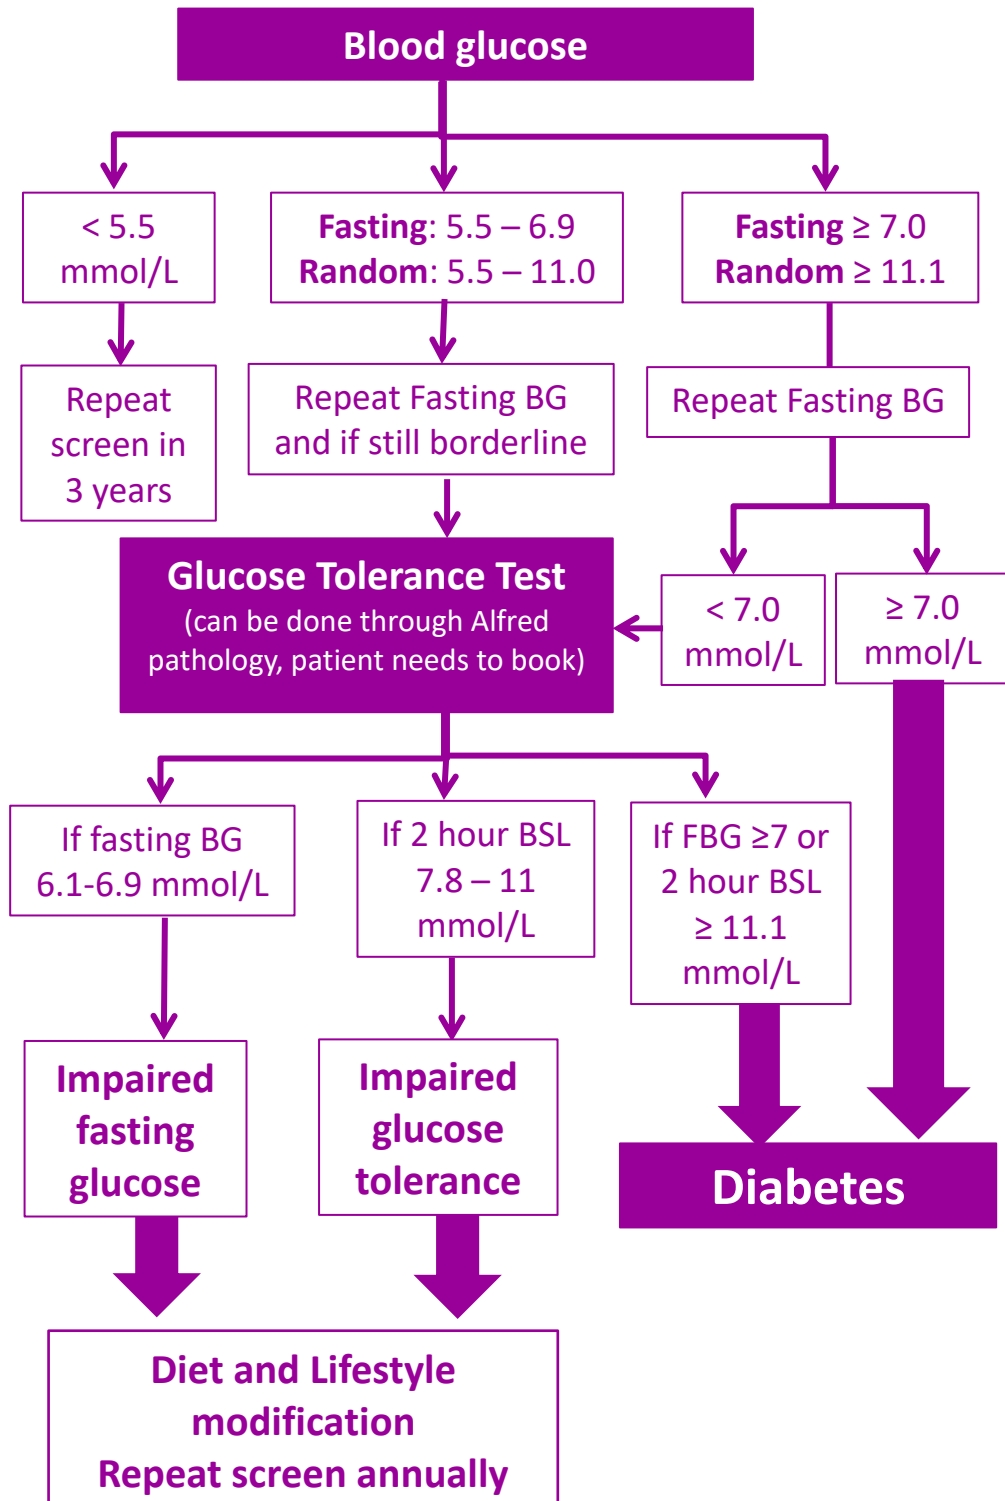 Blood glucose
< 5.5
mmol/L
Fasting: 5.5 – 6.9
Random: 5.5 – 11.0
Fasting ≥ 7.0
Random ≥ 11.1
Repeat
screen in
3 years
Repeat Fasting BG
and if still borderline
Repeat Fasting BG
Glucose Tolerance Test
(can be done through Alfred
pathology, patient needs to book)
< 7.0
mmol/L
≥ 7.0
mmol/L
If fasting BG
6.1-6.9 mmol/L
If 2 hour BSL
7.8 – 11
mmol/L
If FBG ≥7 or
2 hour BSL
≥ 11.1
mmol/L
Impaired
fasting
glucose
Impaired
glucose
tolerance
Diabetes
Diet and Lifestyle
modification
Repeat screen annually